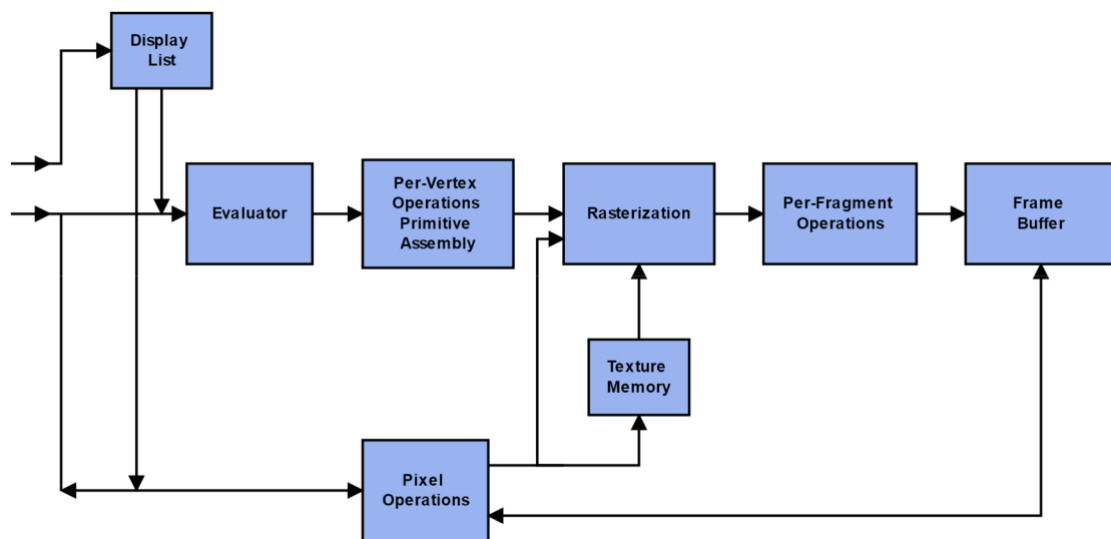 Display
List
Evaluator
Per-Vertex
Operations
Primitive
Assembly
Rasterization
Per-Fragment
Operations
Frame
Buffer
Texture
Memory
Pixel
Operations